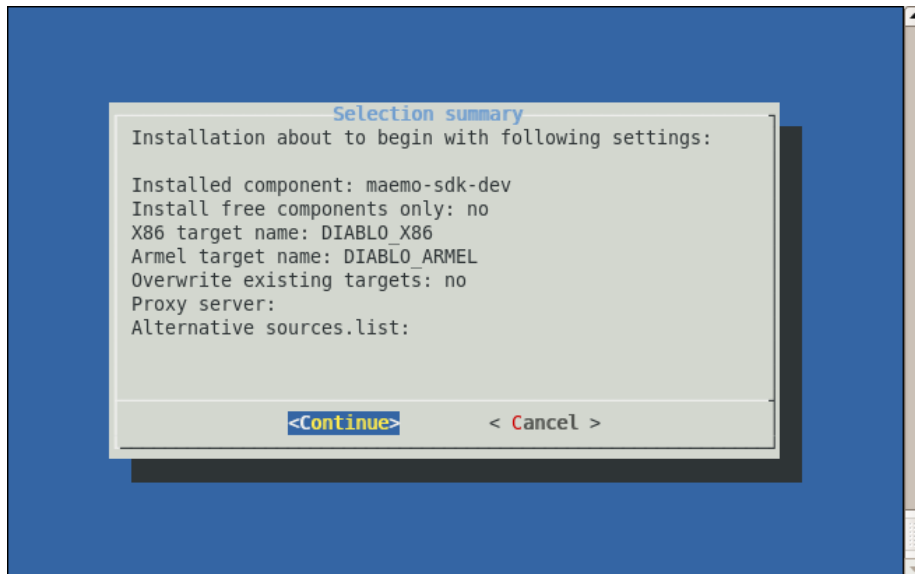 Selection summary
Installation about to begin with following settings:
Installed component: maemo-sdk-dev
Install free components only: no
X86 target name: DIABLO_X86
Armel target name: DIABLO_ARMEL
Overwrite existing targets: no
Proxy server:
Alternative sources.list:
<Continue> < Cancel >